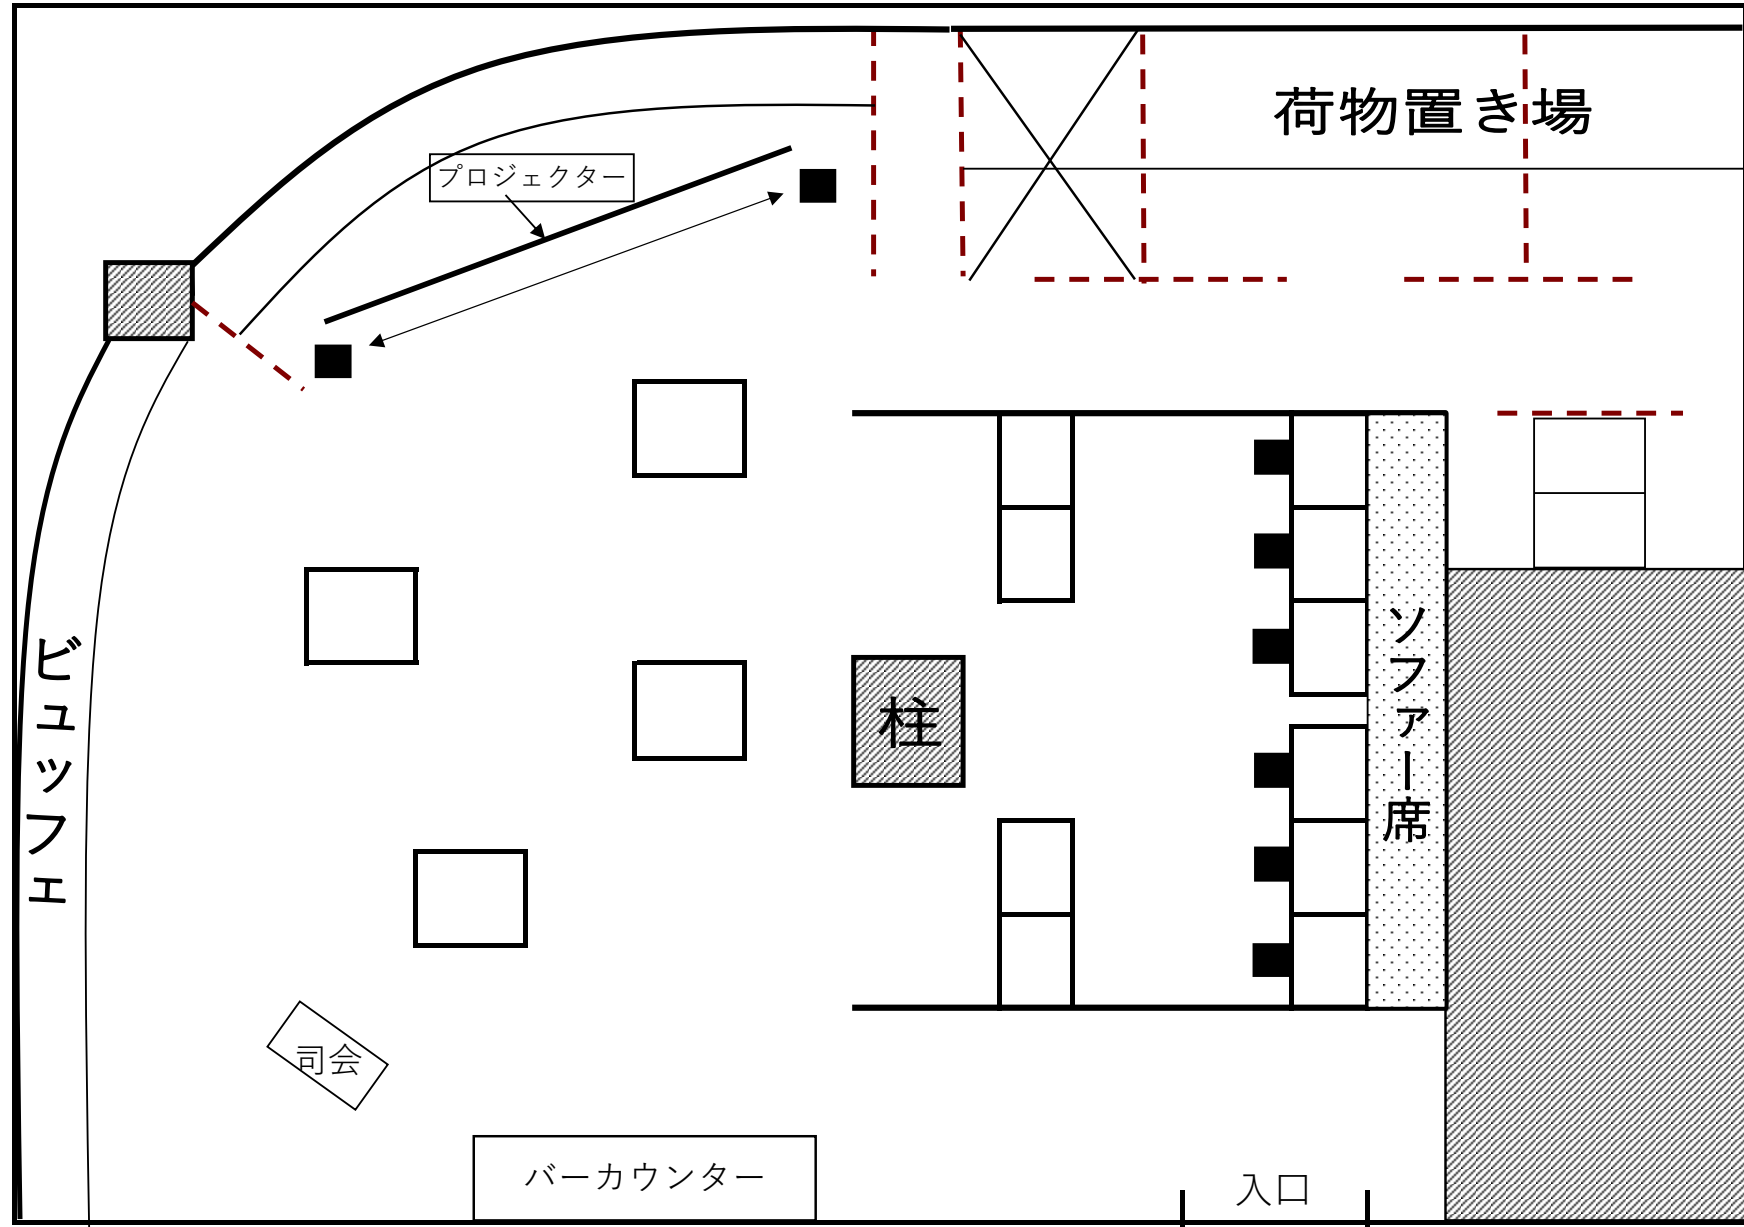 荷物置き場
プロジェクター
ビュッフェ
柱
ソファー席
司会
バーカウンター
入口